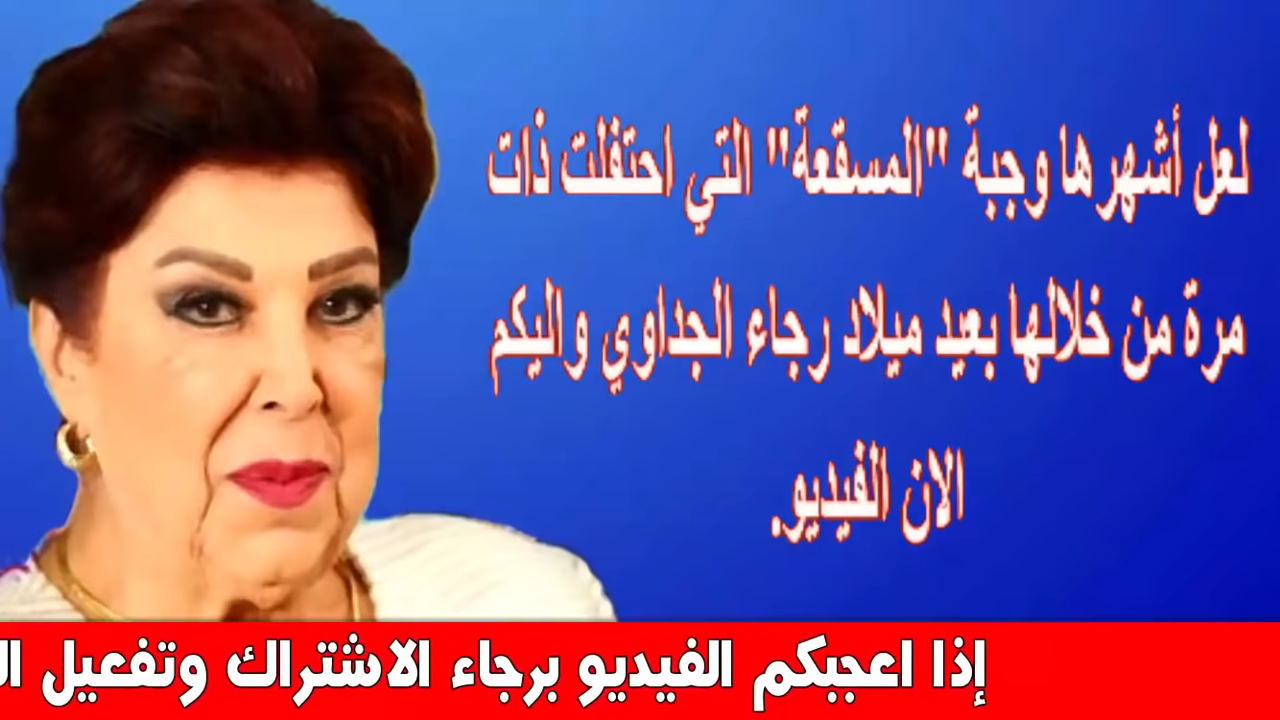 لعل أشهرها وجبة "المسقعة" التي احتفلت ذات
مرة من خلالها بعيد ميلاد رجاء الجداوي واليكم
الان الفيديو.
إذا اعجبكم الفيديو برجاء الاشتراك وتفعيل